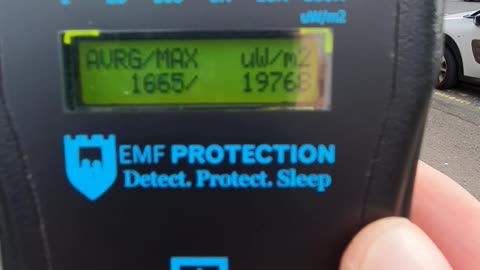 uW/m2
AVRG/MAX uW/m2
1665/ 19768
EMF PROTECTION
Detect. Protect. Sleep